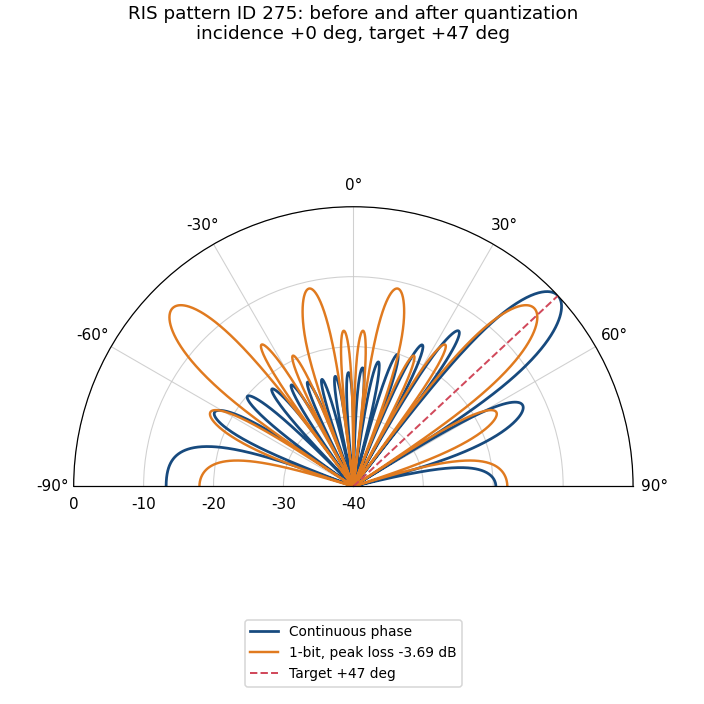 RIS pattern ID 275: before and after quantization
incidence +0 deg, target +47 deg
0°
-30°
30°
-60°
60°
-90°
90°
0
-10
-20
-30
-40
Continuous phase
1-bit, peak loss -3.69 dB
Target +47 deg